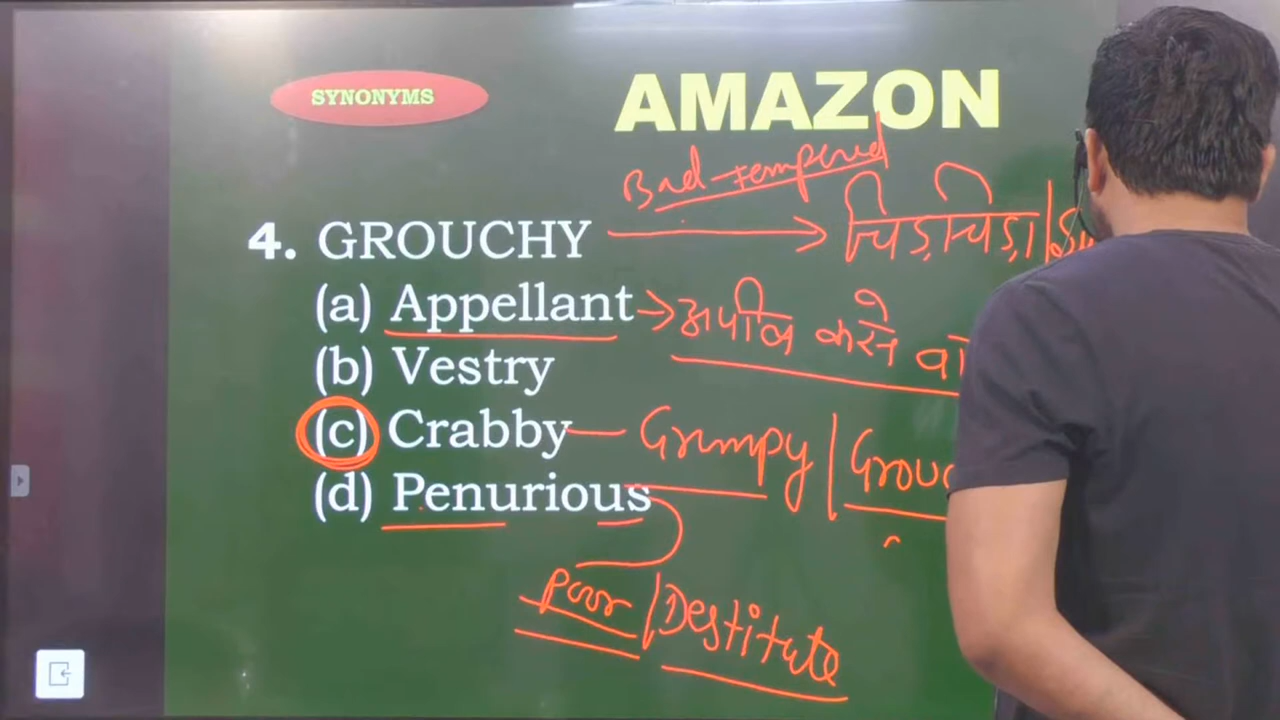 SYNONYMS
AMAZON
Bad-tempered
4. GROUCHY → चिड़चिड़ा |
(a) Appellant → अपील करने
(b) Vestry
(c) Crabby - Grumpy | Grouc
(d) Penurious
Poor | Destitute